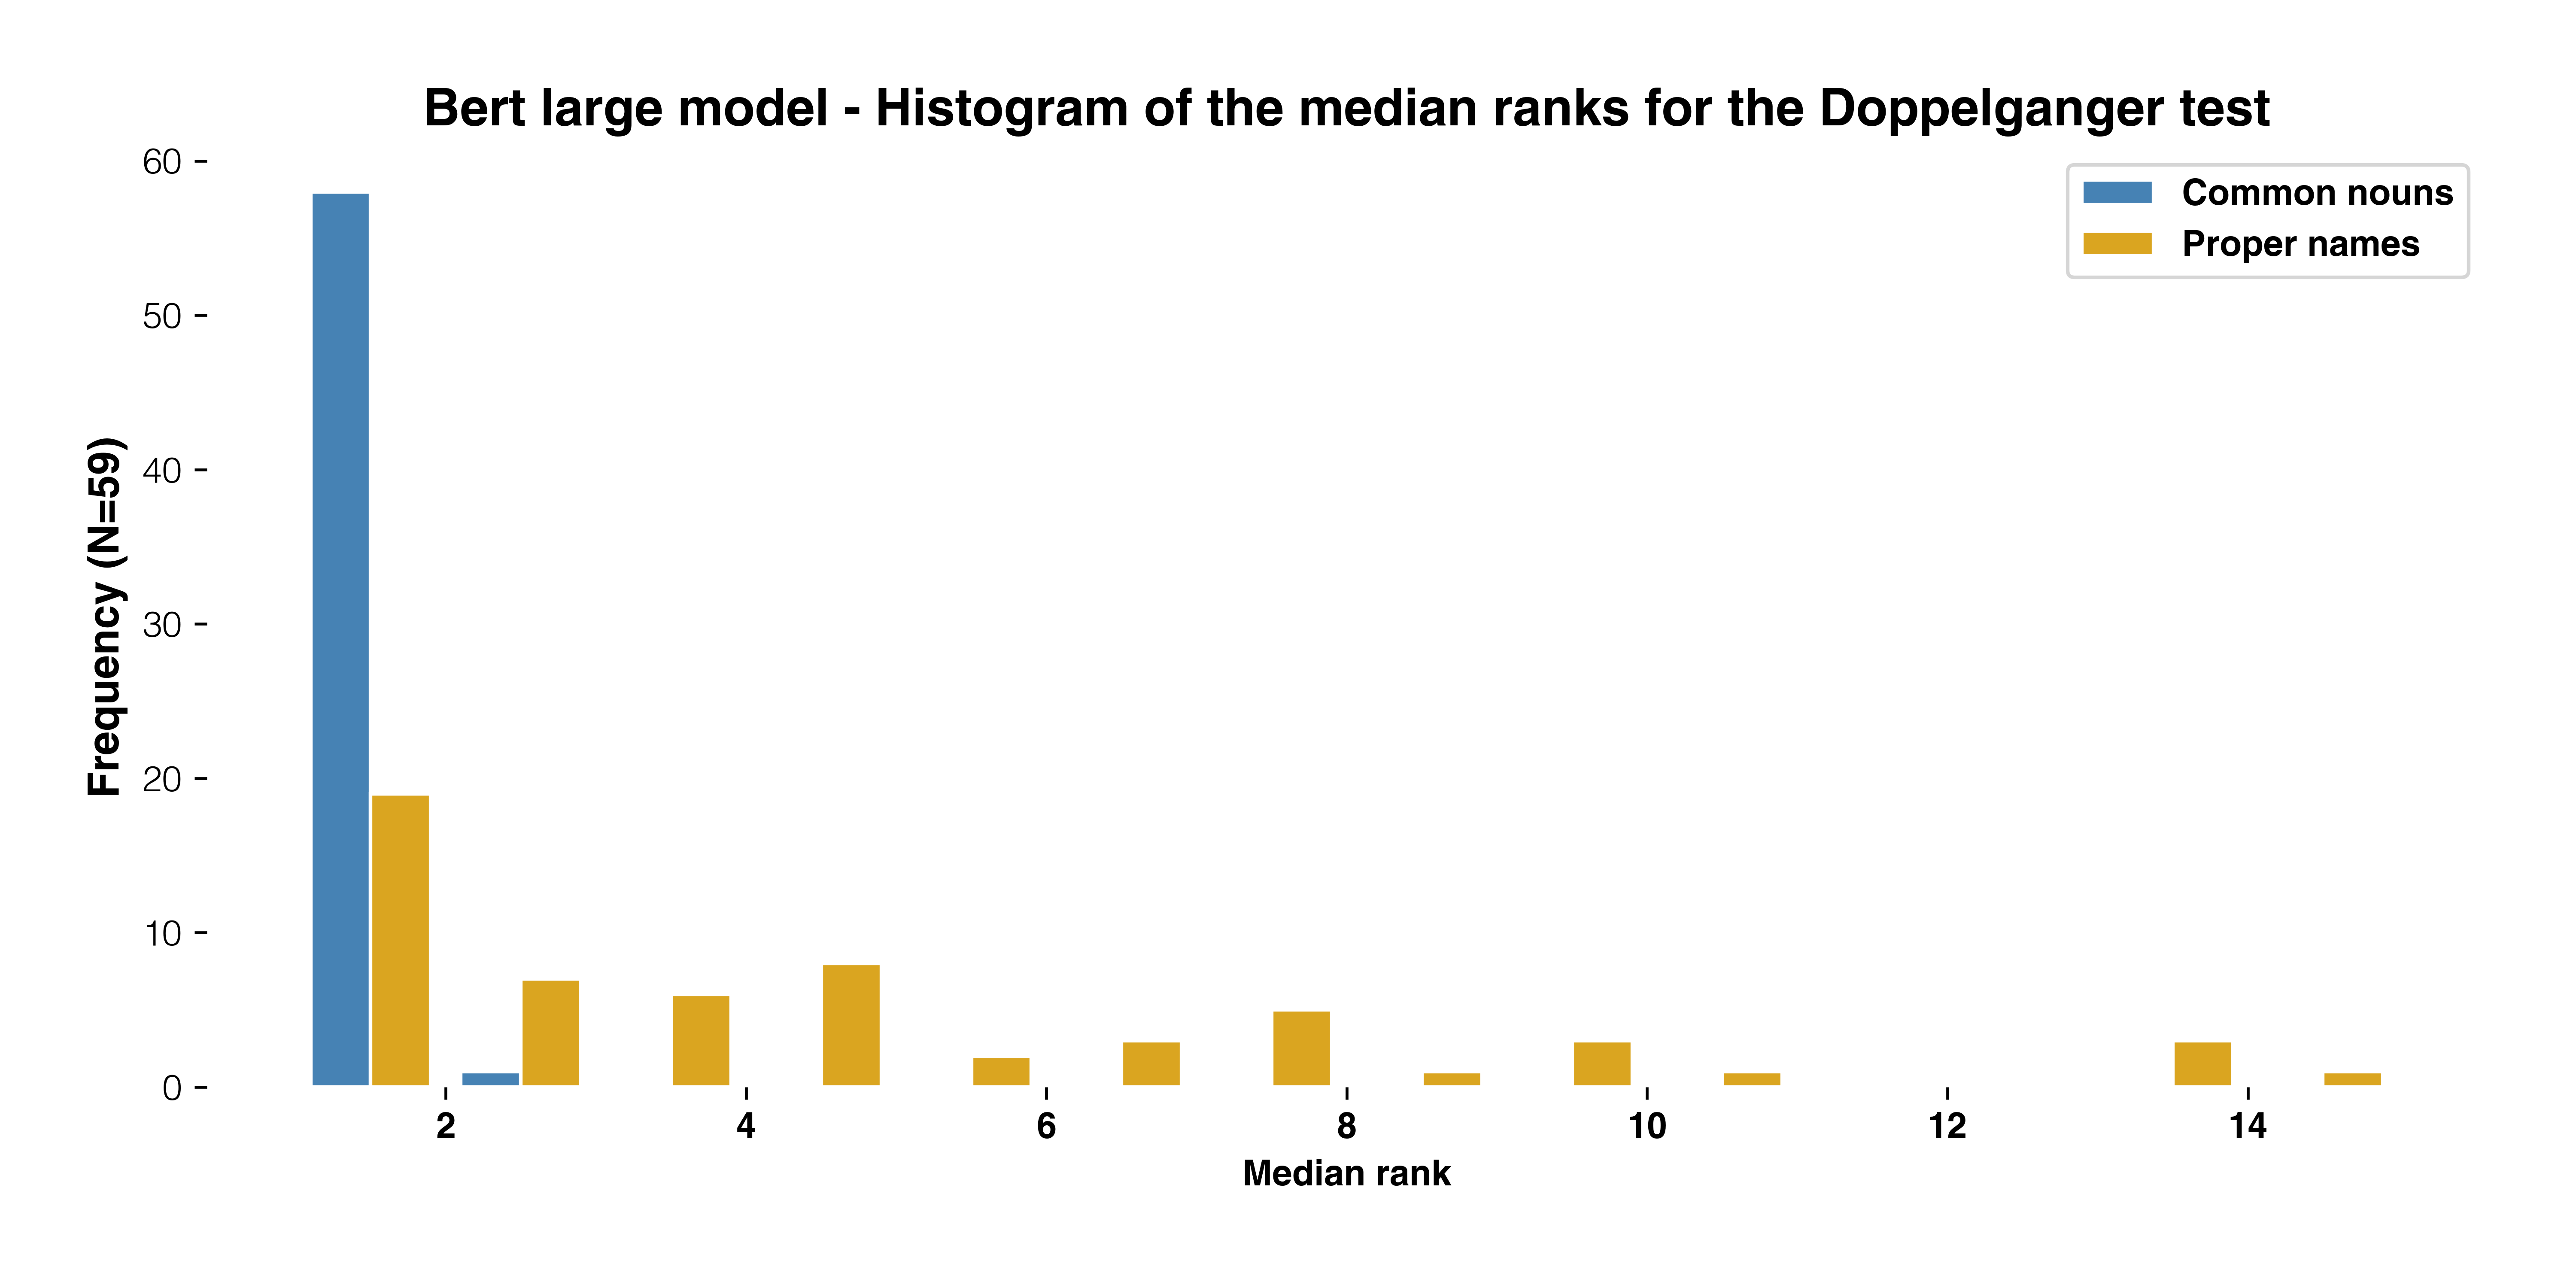 Bert large model - Histogram of the median ranks for the Doppelganger test
60
50
40
30
20
10
0
Frequency (N=59)
Common nouns
Proper names
2 4 6 8 10 12 14
Median rank